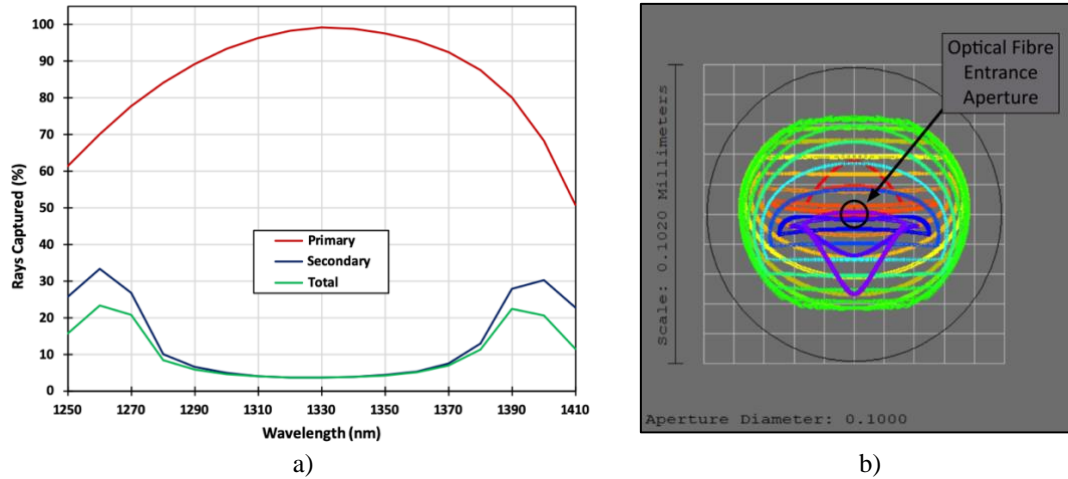 100
90
80
70
60
50
40
30
20
10
0
Rays Captured (%)
Primary
Secondary
Total
1250 1270 1290 1310 1330 1350 1370 1390 1410
Wavelength (nm)
a)
Optical Fibre
Entrance
Aperture
Scale: 0.1020 Millimeters
Aperture Diameter: 0.1000
b)